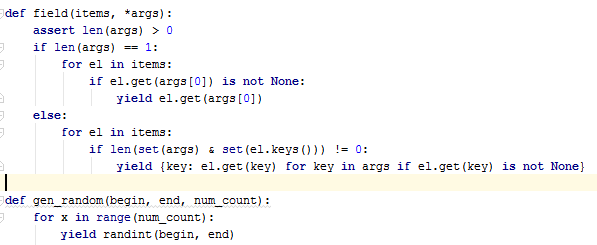 def field(items, *args):
    assert len(args) > 0
    if len(args) == 1:
        for el in items:
            if el.get(args[0]) is not None:
                yield el.get(args[0])
    else:
        for el in items:
            if len(set(args) & set(el.keys())) != 0:
                yield {key: el.get(key) for key in args if el.get(key) is not None}
def gen_random(begin, end, num_count):
    for x in range(num_count):
        yield randint(begin, end)